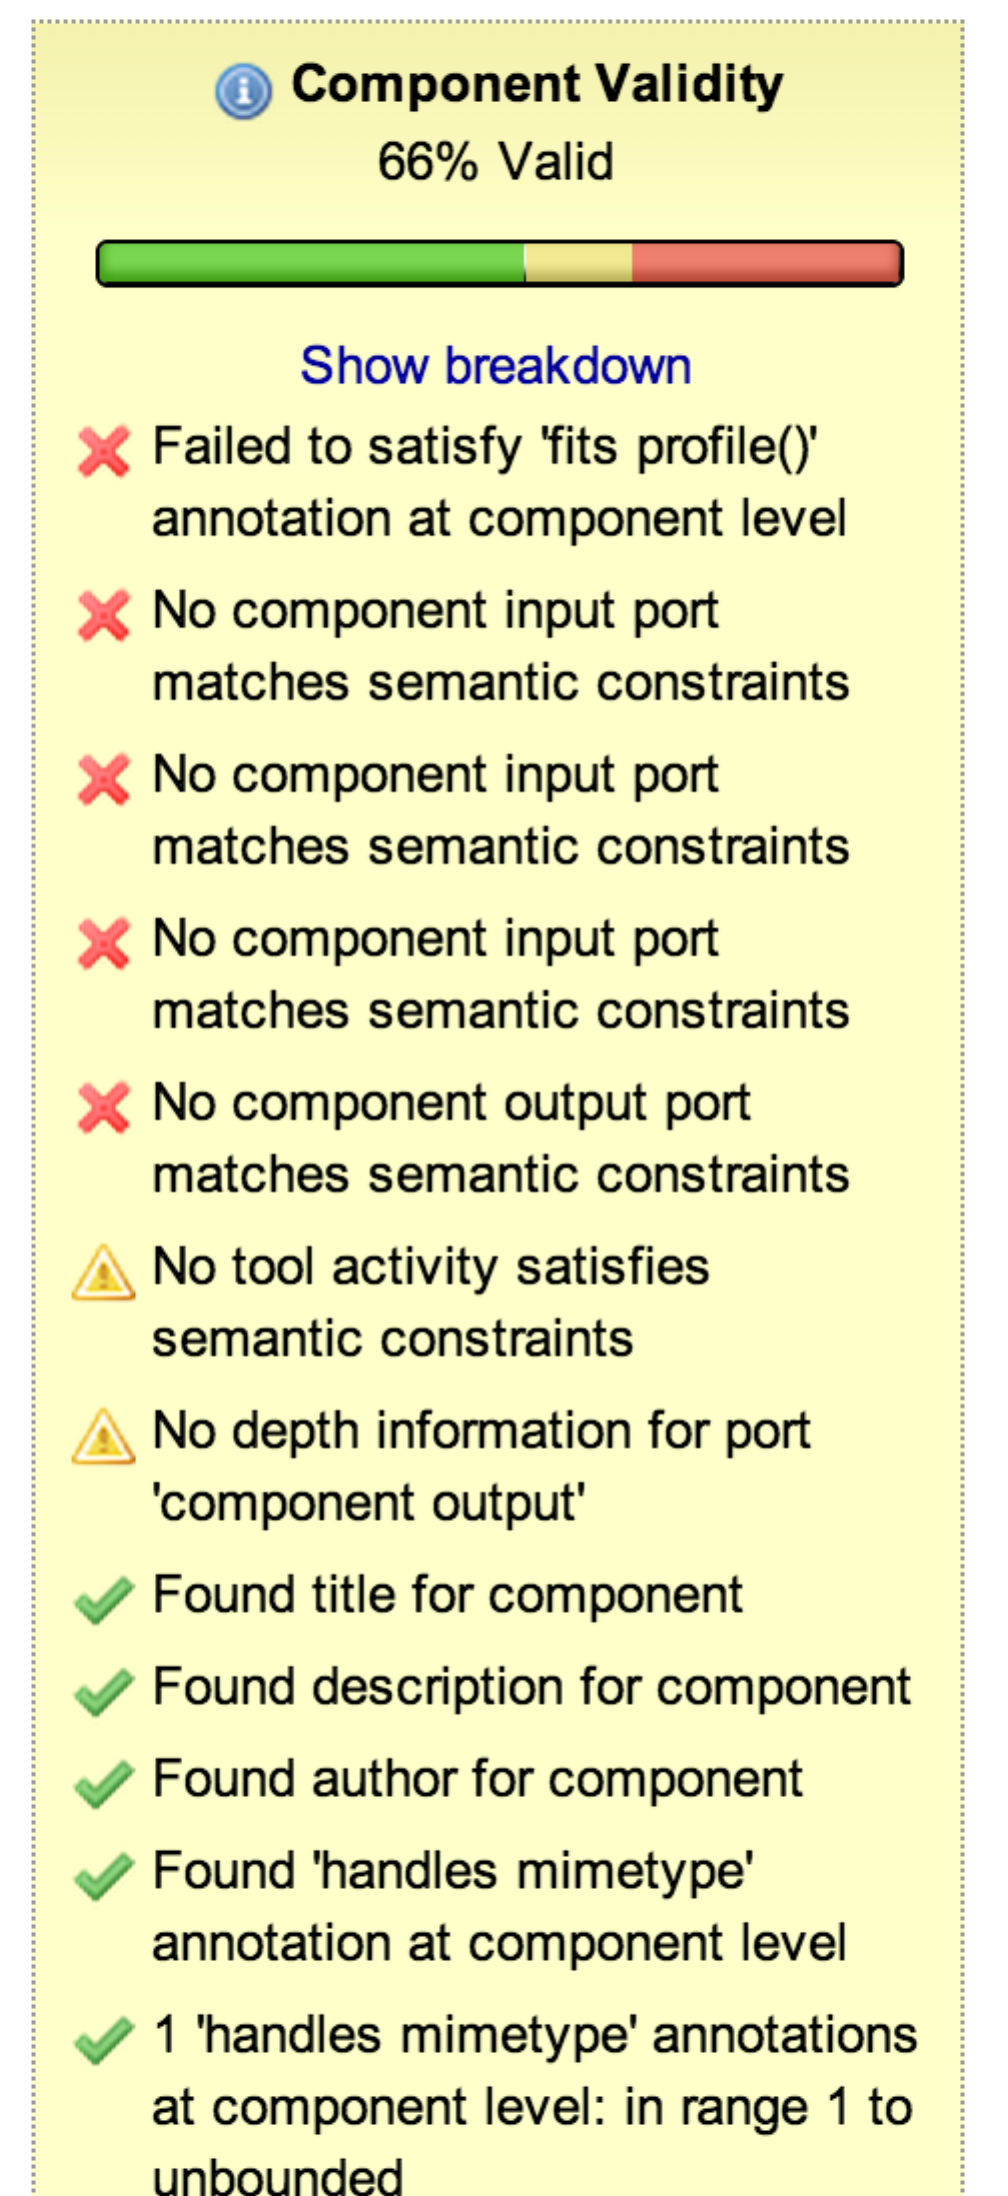 Component Validity
66% Valid
Show breakdown
Failed to satisfy 'fits profile()'
annotation at component level
No component input port
matches semantic constraints
No component input port
matches semantic constraints
No component input port
matches semantic constraints
No component output port
matches semantic constraints
No tool activity satisfies
semantic constraints
No depth information for port
'component output'
Found title for component
Found description for component
Found author for component
Found 'handles mimetype'
annotation at component level
1 'handles mimetype' annotations
at component level: in range 1 to
unbounded